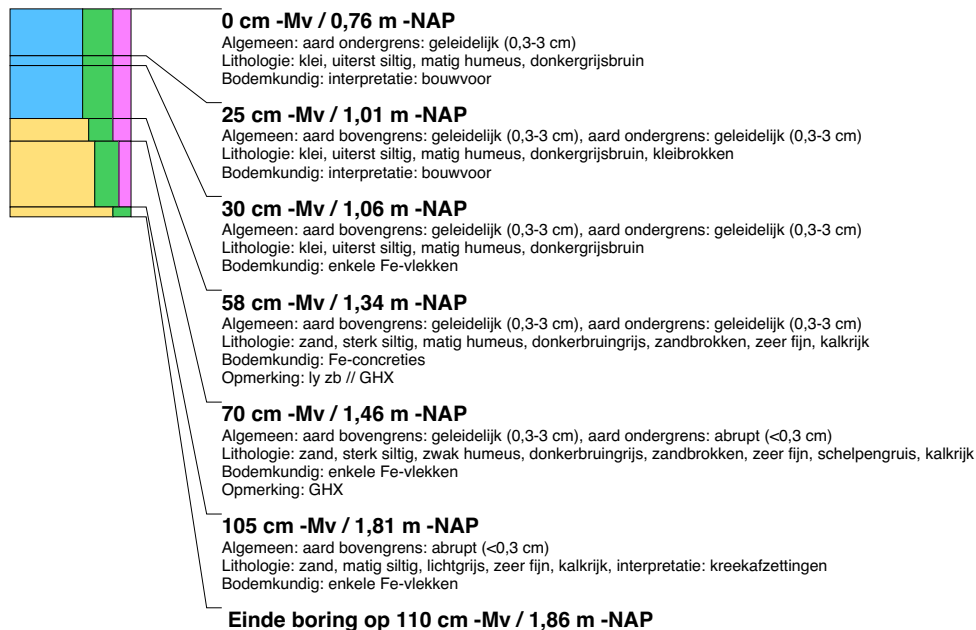 0 cm -Mv / 0,76 m -NAP
Algemeen: aard ondergrens: geleidelijk (0,3-3 cm)
Lithologie: klei, uiterst siltig, matig humeus, donkergrijsbruin
Bodemkundig: interpretatie: bouwvoor
25 cm -Mv / 1,01 m -NAP
Algemeen: aard bovengrens: geleidelijk (0,3-3 cm), aard ondergrens: geleidelijk (0,3-3 cm)
Lithologie: klei, uiterst siltig, matig humeus, donkergrijsbruin, kleibrokken
Bodemkundig: interpretatie: bouwvoor
30 cm -Mv / 1,06 m -NAP
Algemeen: aard bovengrens: geleidelijk (0,3-3 cm), aard ondergrens: geleidelijk (0,3-3 cm)
Lithologie: klei, uiterst siltig, matig humeus, donkergrijsbruin
Bodemkundig: enkele Fe-vlekken
58 cm -Mv / 1,34 m -NAP
Algemeen: aard bovengrens: geleidelijk (0,3-3 cm), aard ondergrens: geleidelijk (0,3-3 cm)
Lithologie: zand, sterk siltig, matig humeus, donkerbruingrijs, zandbrokken, zeer fijn, kalkrijk
Bodemkundig: Fe-concreties
Opmerking: ly zb // GHX
70 cm -Mv / 1,46 m -NAP
Algemeen: aard bovengrens: geleidelijk (0,3-3 cm), aard ondergrens: abrupt (<0,3 cm)
Lithologie: zand, sterk siltig, zwak humeus, donkerbruingrijs, zandbrokken, zeer fijn, schelpengruis, kalkrijk
Bodemkundig: enkele Fe-vlekken
Opmerking: GHX
105 cm -Mv / 1,81 m -NAP
Algemeen: aard bovengrens: abrupt (<0,3 cm)
Lithologie: zand, matig siltig, lichtgrijs, zeer fijn, kalkrijk, interpretatie: kreekafzettingen
Bodemkundig: enkele Fe-vlekken
Einde boring op 110 cm -Mv / 1,86 m -NAP